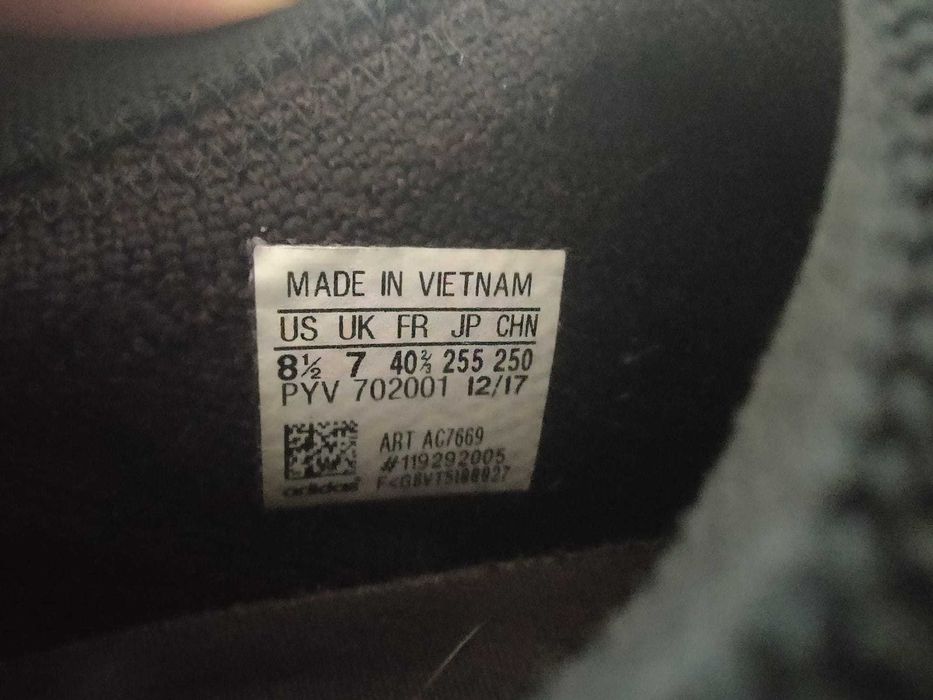 MADE IN VIETNAM
US UK FR JP CHN
8½ 7 40⅔ 255 250
PYV 702001 12/17
ART AC7669
#119292005
adidas